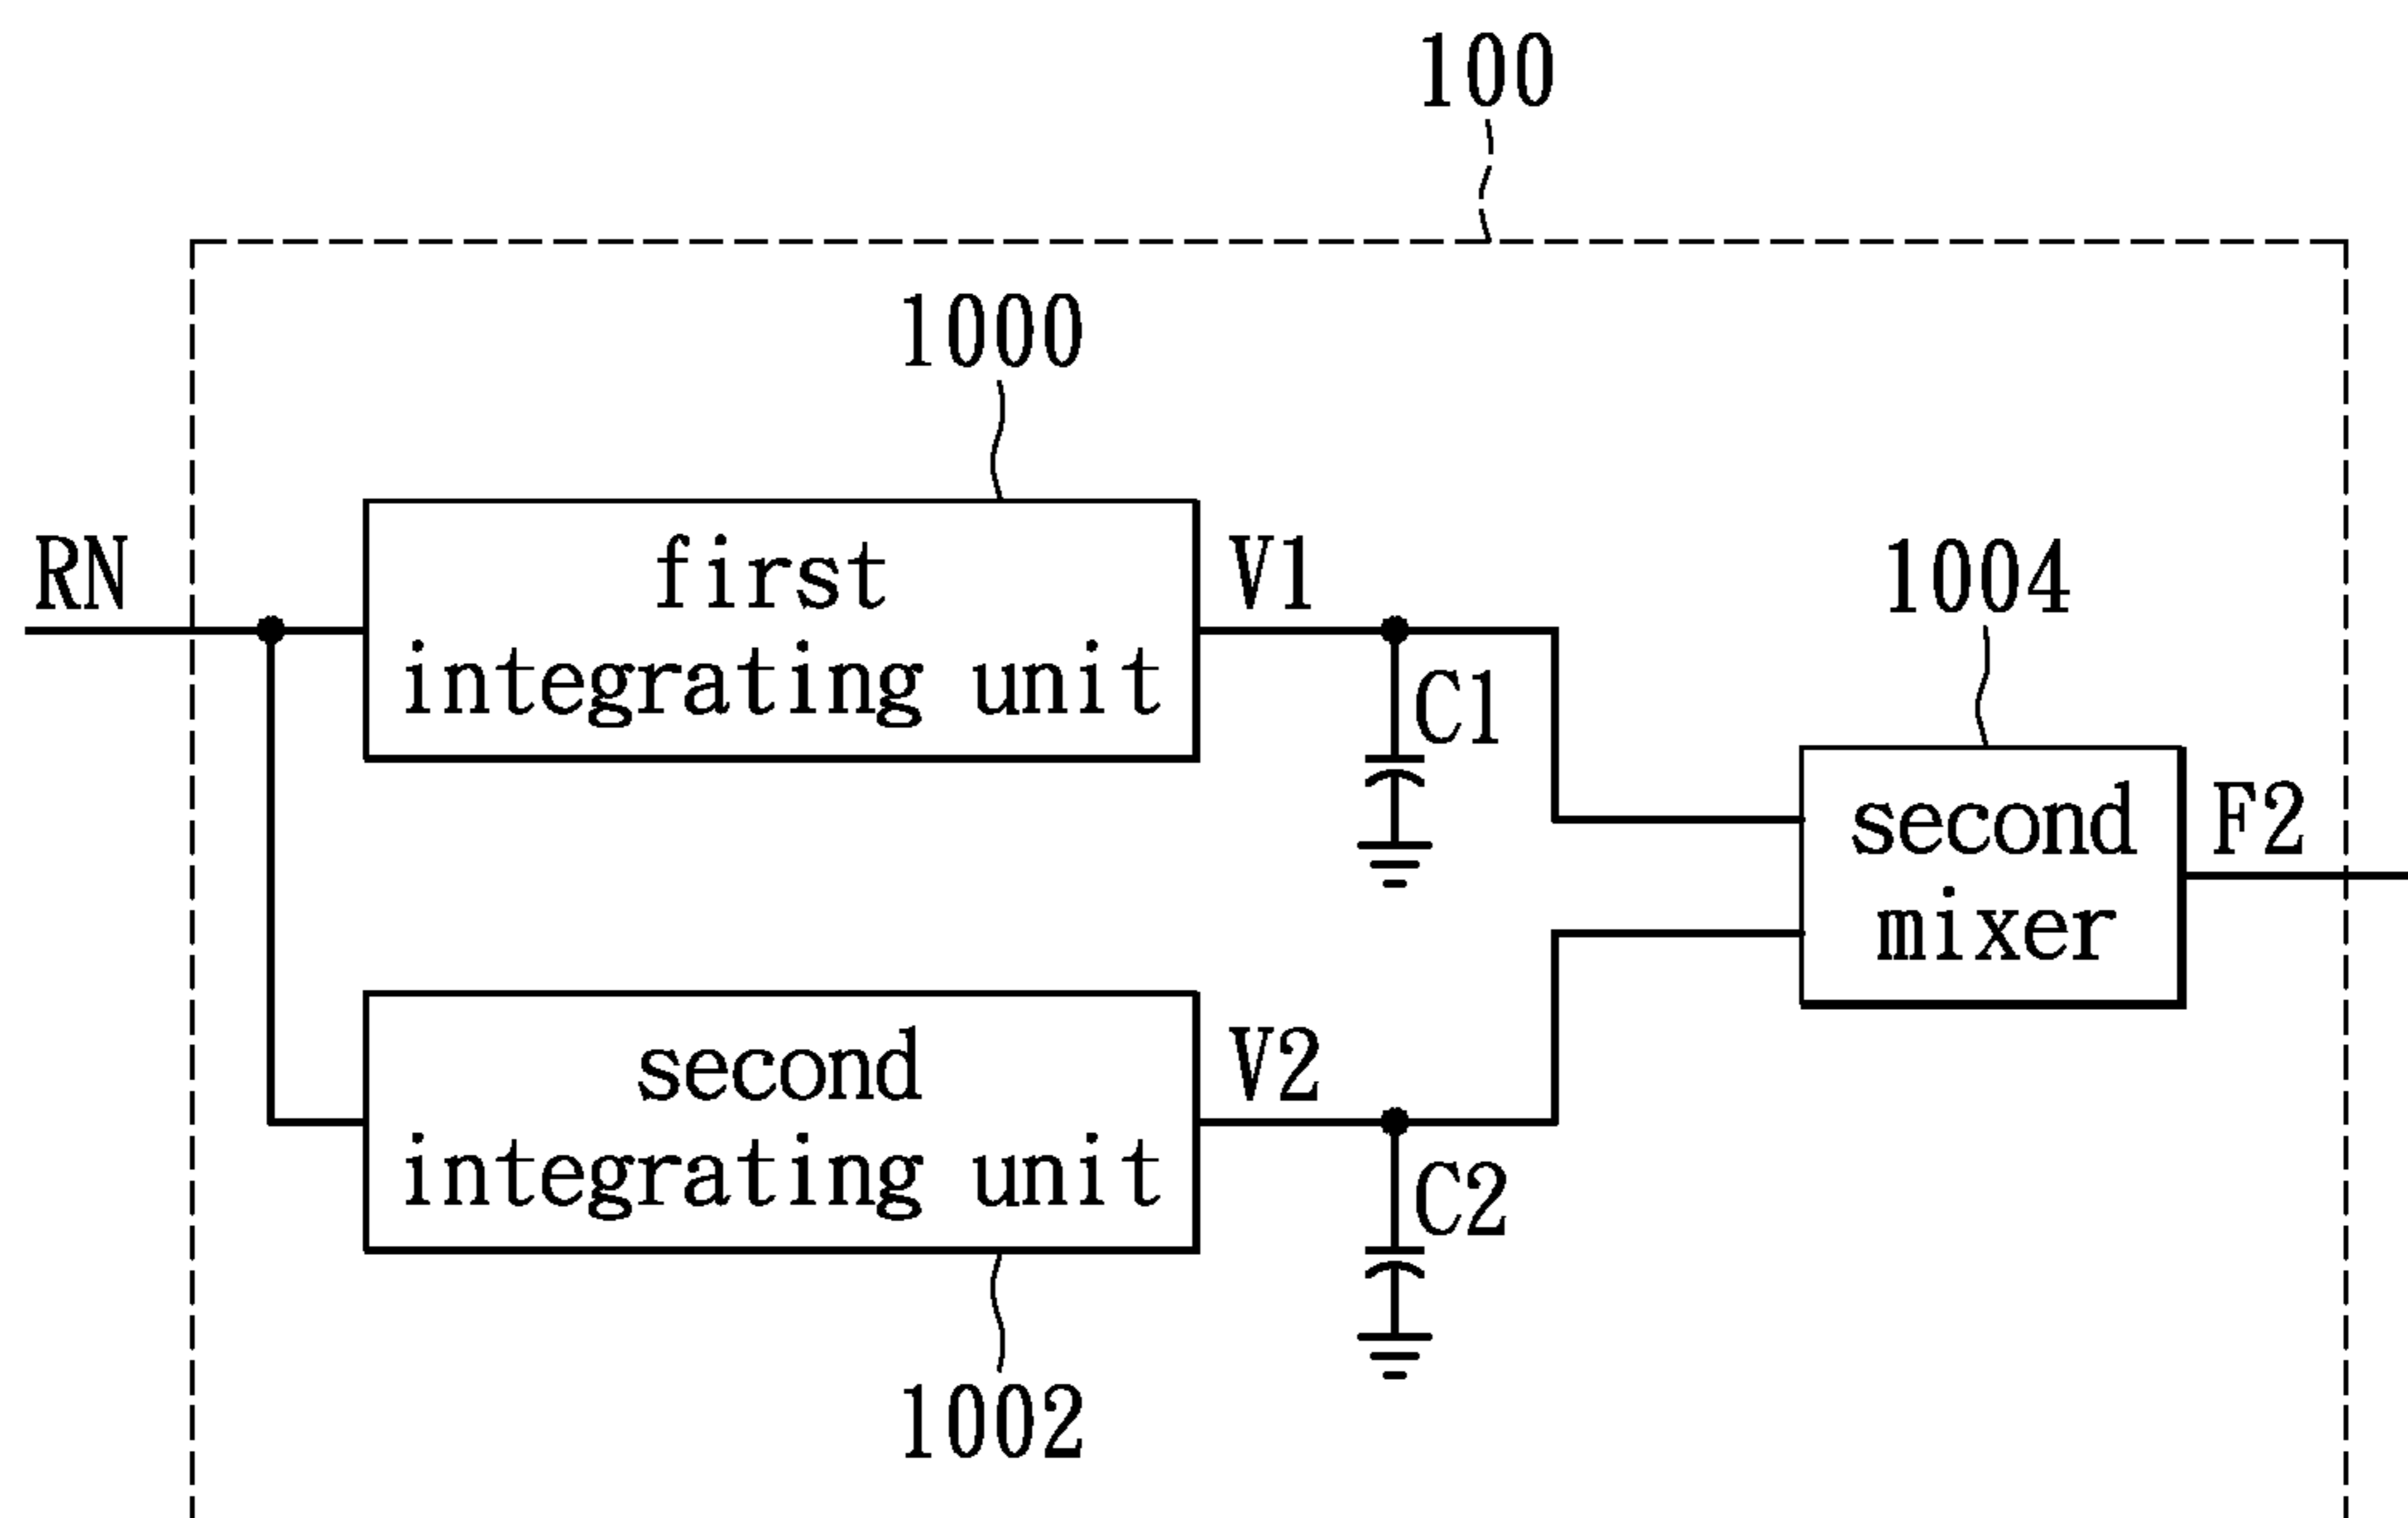 100
1000
RN
first
integrating unit
V1
C1
1004
second
mixer
F2
second
integrating unit
V2
C2
1002